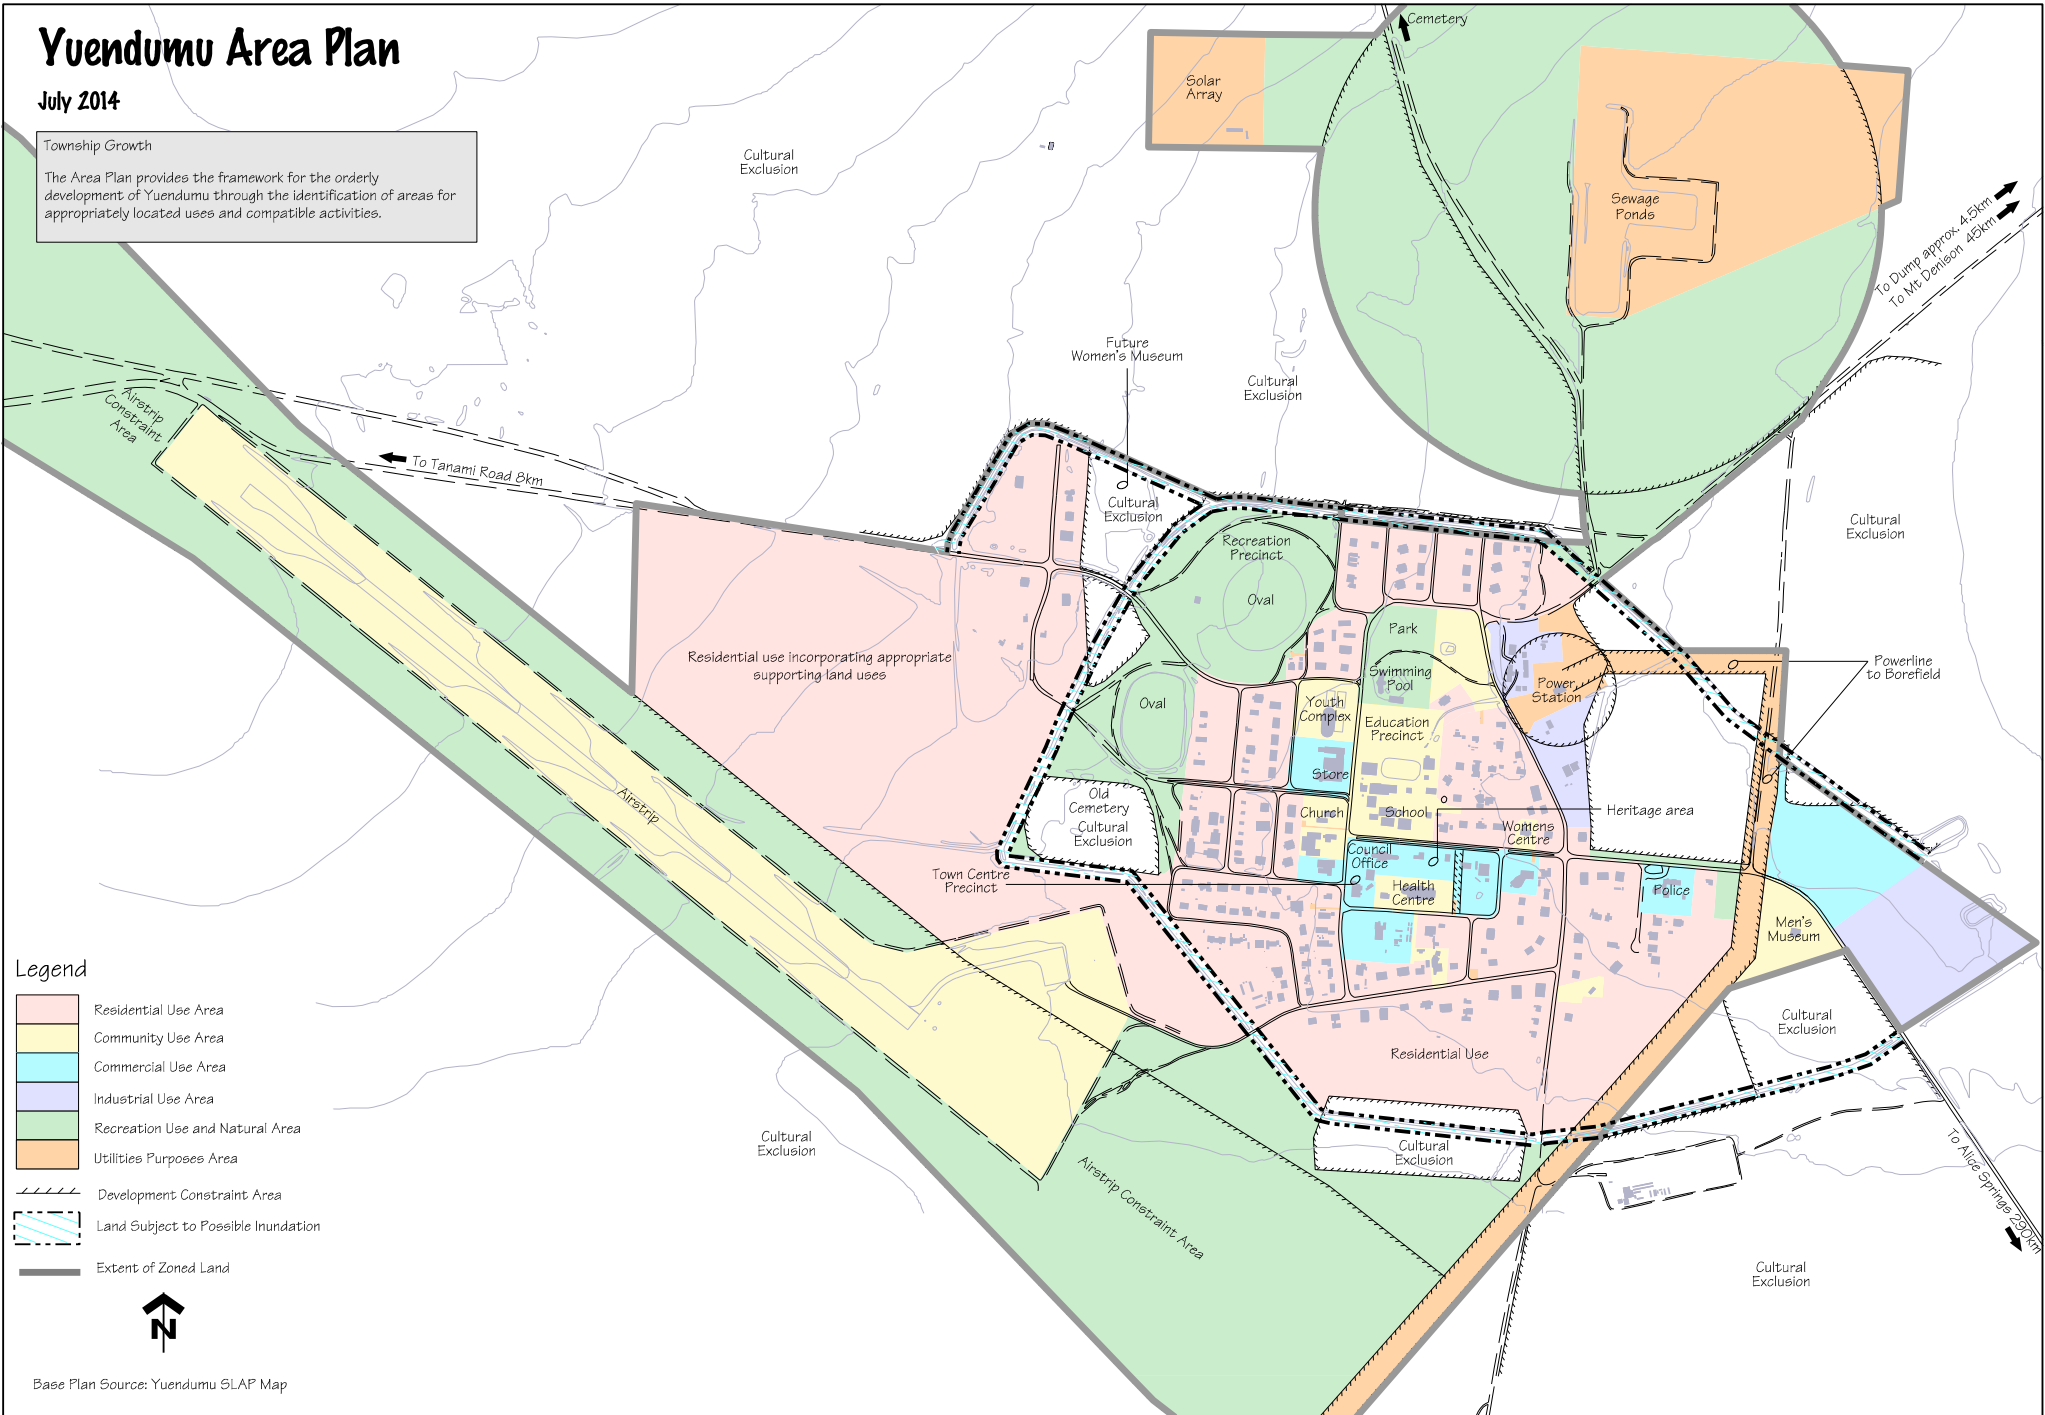 Yuendumu Area Plan
July 2014
Township Growth
The Area Plan provides the framework for the orderly
development of Yuendumu through the identification of areas for
appropriately located uses and compatible activities.
Cemetery
Solar
Array
Cultural
Exclusion
Sewage
Ponds
To Dump approx. 4.5km
To Mt Denison 45km
Future
Women's Museum
Cultural
Exclusion
Airstrip
Constraint
Area
To Tanami Road 8km
Cultural
Exclusion
Cultural
Exclusion
Recreation
Precinct
Oval
Park
Residential use incorporating appropriate
supporting land uses
Swimming
Pool
Power
Station
Powerline
to Borefield
Oval
Youth
Complex
Education
Precinct
Store
Airstrip
Old
Cemetery
Cultural
Exclusion
Church
School
Heritage area
Womens
Centre
Council
Office
Town Centre
Precinct
Health
Centre
Police
Men's
Museum
Legend
Residential Use Area
Community Use Area
Commercial Use Area
Industrial Use Area
Recreation Use and Natural Area
Utilities Purposes Area
Development Constraint Area
Land Subject to Possible Inundation
Extent of Zoned Land
Cultural
Exclusion
Residential Use
Cultural
Exclusion
Cultural
Exclusion
Airstrip Constraint Area
To Alice Springs 290km
Cultural
Exclusion
N
Base Plan Source: Yuendumu SLAP Map